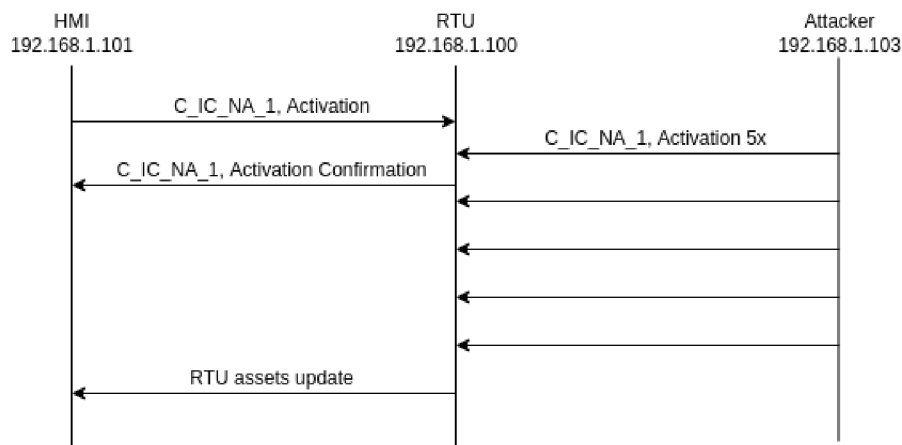 HMI
192.168.1.101
RTU
192.168.1.100
Attacker
192.168.1.103
C_IC_NA_1, Activation
C_IC_NA_1, Activation 5x
C_IC_NA_1, Activation Confirmation
RTU assets update